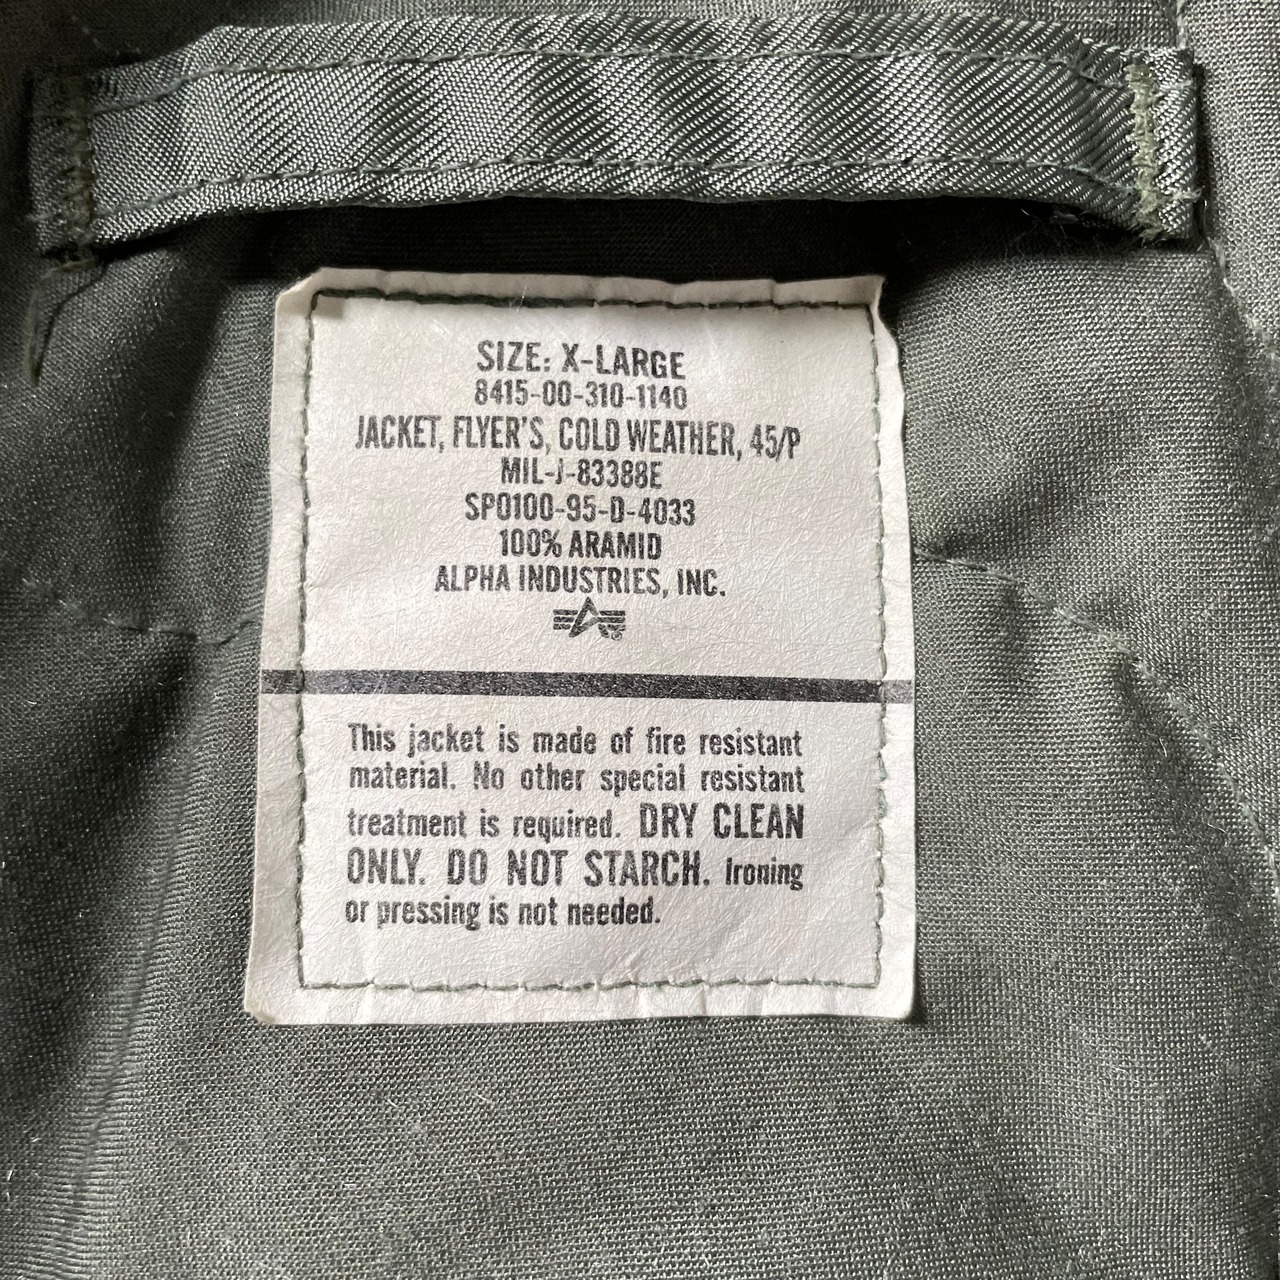 SIZE: X-LARGE
8415-00-310-1140
JACKET, FLYER'S, COLD WEATHER, 45/P
MIL-J-83388E
SPO100-95-D-4033
100% ARAMID
ALPHA INDUSTRIES, INC.
This jacket is made of fire resistant
material. No other special resistant
treatment is required. DRY CLEAN
ONLY. DO NOT STARCH. Ironing
or pressing is not needed.